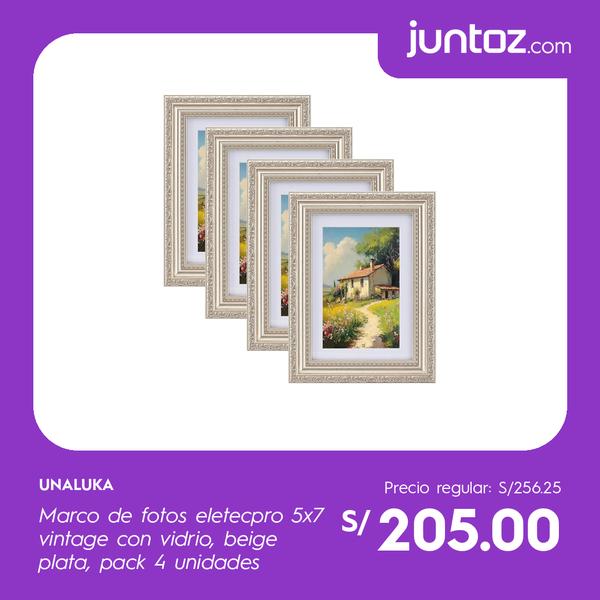 juntoz.com
UNALUKA
Marco de fotos eletecpro 5x7
vintage con vidrio, beige
plata, pack 4 unidades
Precio regular: S/256.25
S/ 205.00